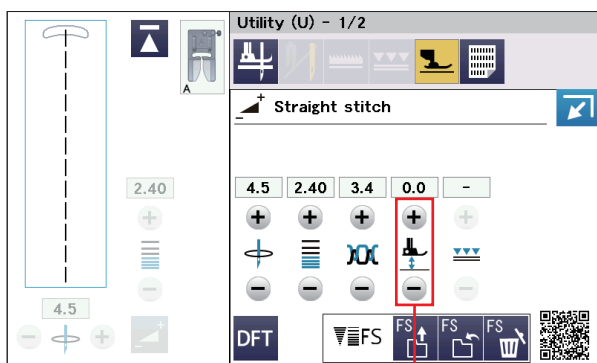 Utility (U) - 1/2
A
+
-
Straight stitch
2.40
4.5 2.40 3.4 0.0 -
4.5
DFT
FS
FS FS FS